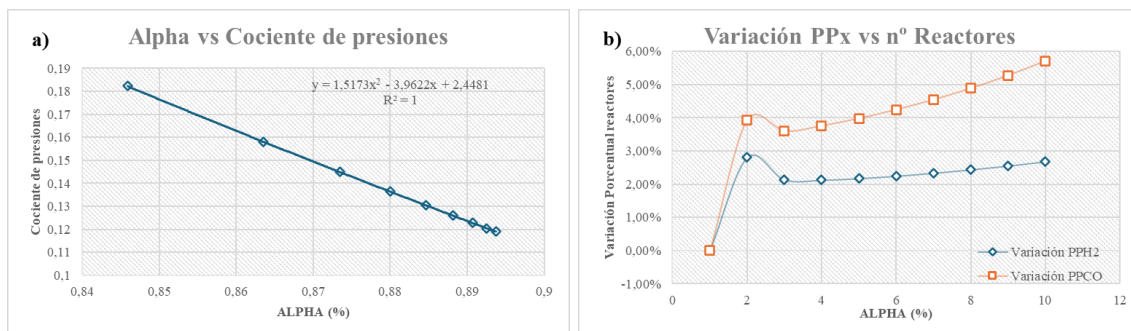 a)
Alpha vs Cociente de presiones
0,19
0,18
0,17
0,16
0,15
0,14
0,13
0,12
0,11
0,1
Cociente de presiones
y = 1,5173x² - 3,9622x + 2,4481
R² = 1
0,84
0,85
0,86
0,87
0,88
0,89
0,9
ALPHA (%)
b)
Variación PPx vs nº Reactores
6,00%
5,00%
4,00%
3,00%
2,00%
1,00%
0,00%
-1,00%
Variación Porcentual reactores
Variación PPH2
Variación PPCO
0
2
4
6
8
10
12
ALPHA (%)